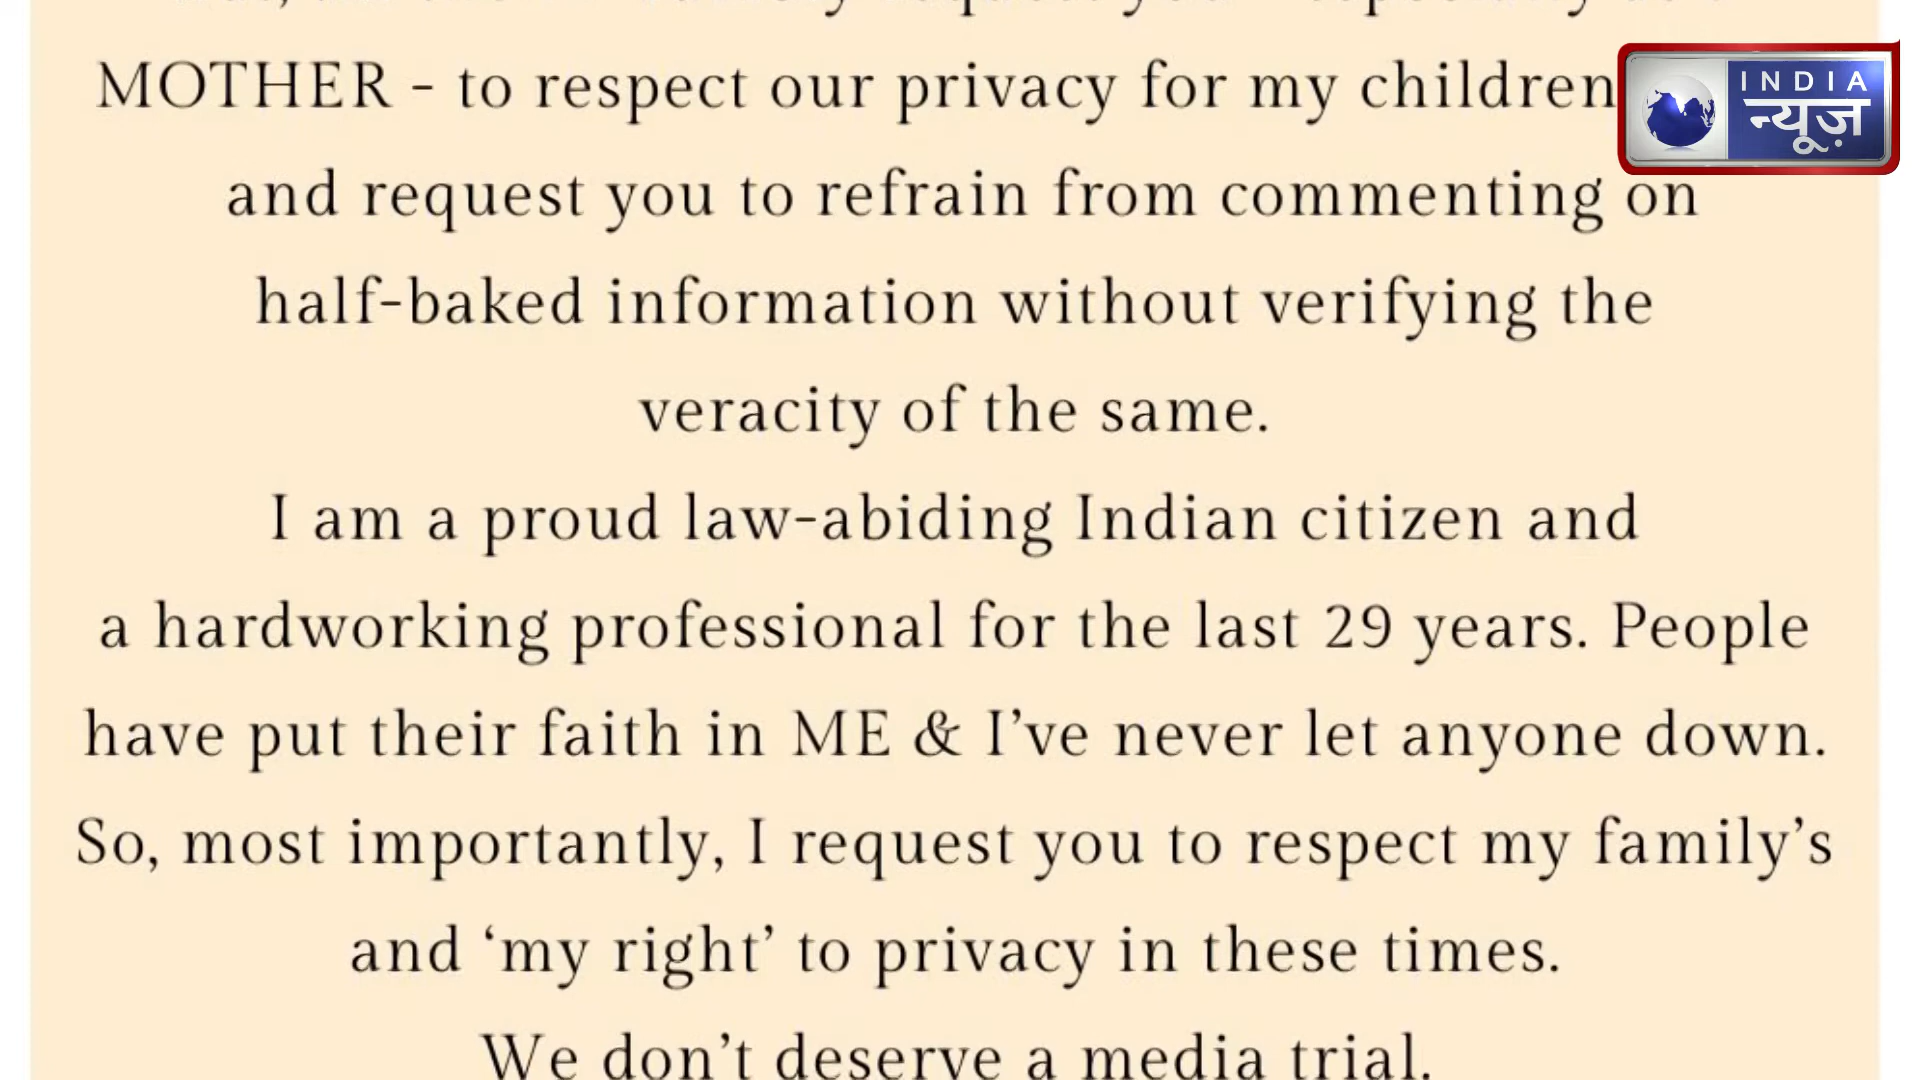 MOTHER - to respect our privacy for my children
and request you to refrain from commenting on
half-baked information without verifying the
veracity of the same.
I am a proud law-abiding Indian citizen and
a hardworking professional for the last 29 years. People
have put their faith in ME & I’ve never let anyone down.
So, most importantly, I request you to respect my family’s
and ‘my right’ to privacy in these times.
We don’t deserve a media trial.
INDIA
न्यूज़